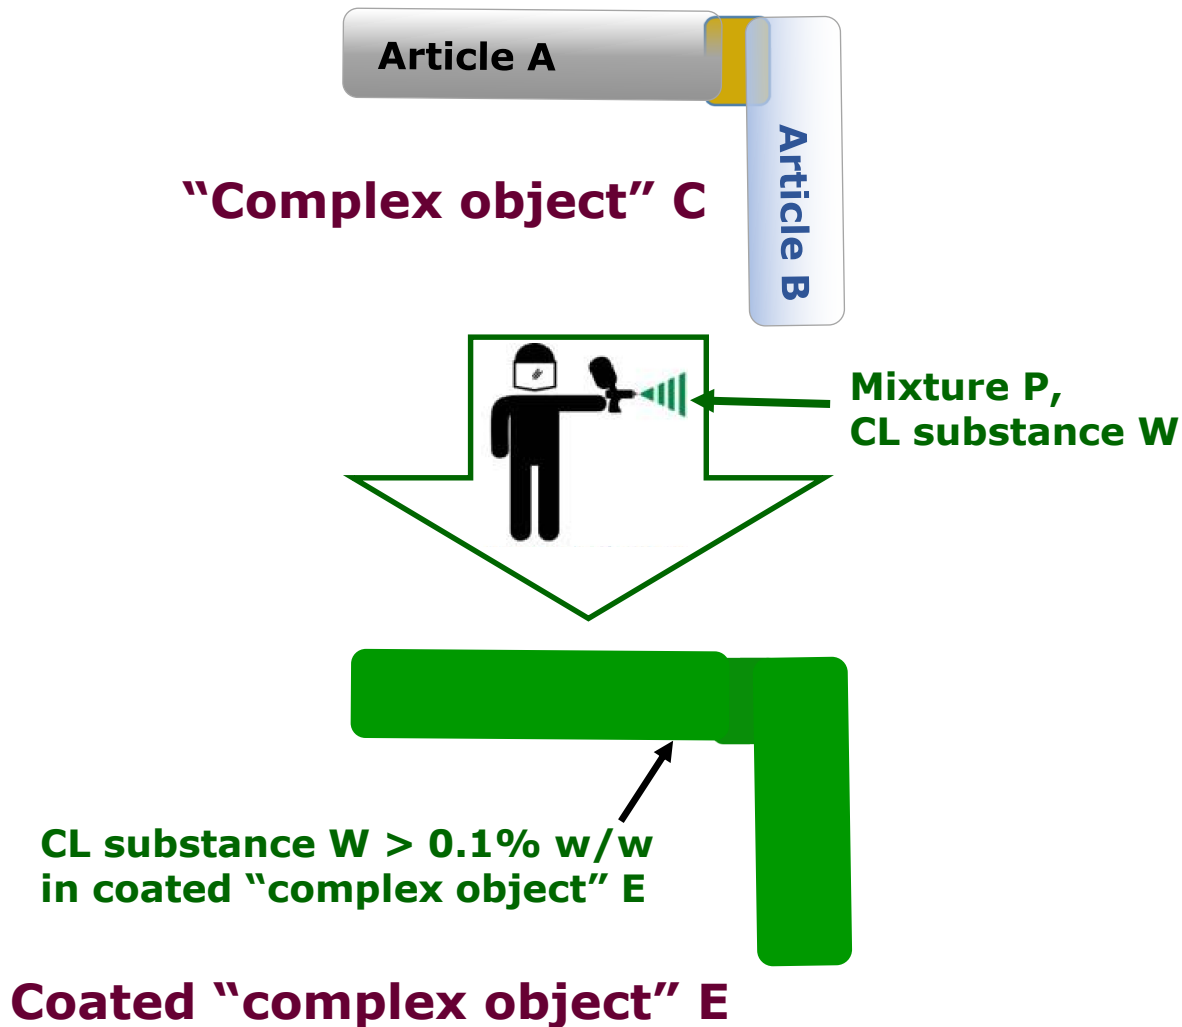 Article A
Article B
“Complex object” C
Mixture P,
CL substance W
CL substance W > 0.1% w/w
in coated “complex object” E
Coated “complex object” E